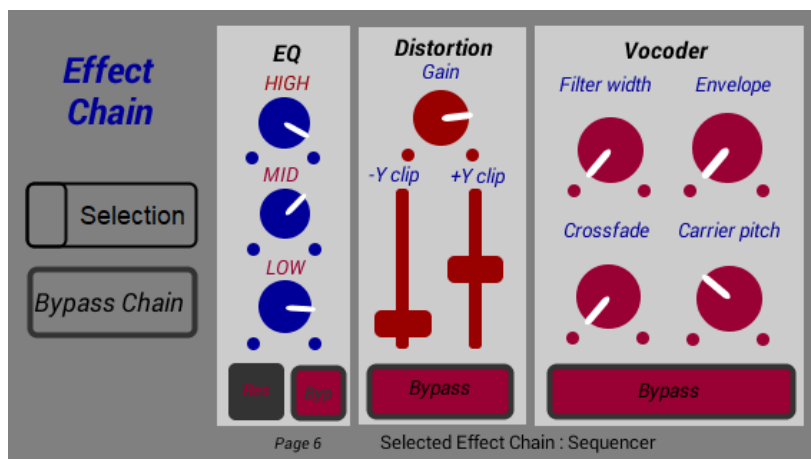 Effect
Chain
Selection
Bypass Chain
EQ
HIGH
MID
LOW
Res
Byp
Distortion
Gain
-Y clip +Y clip
Bypass
Vocoder
Filter width Envelope
Crossfade Carrier pitch
Bypass
Page 6 Selected Effect Chain : Sequencer